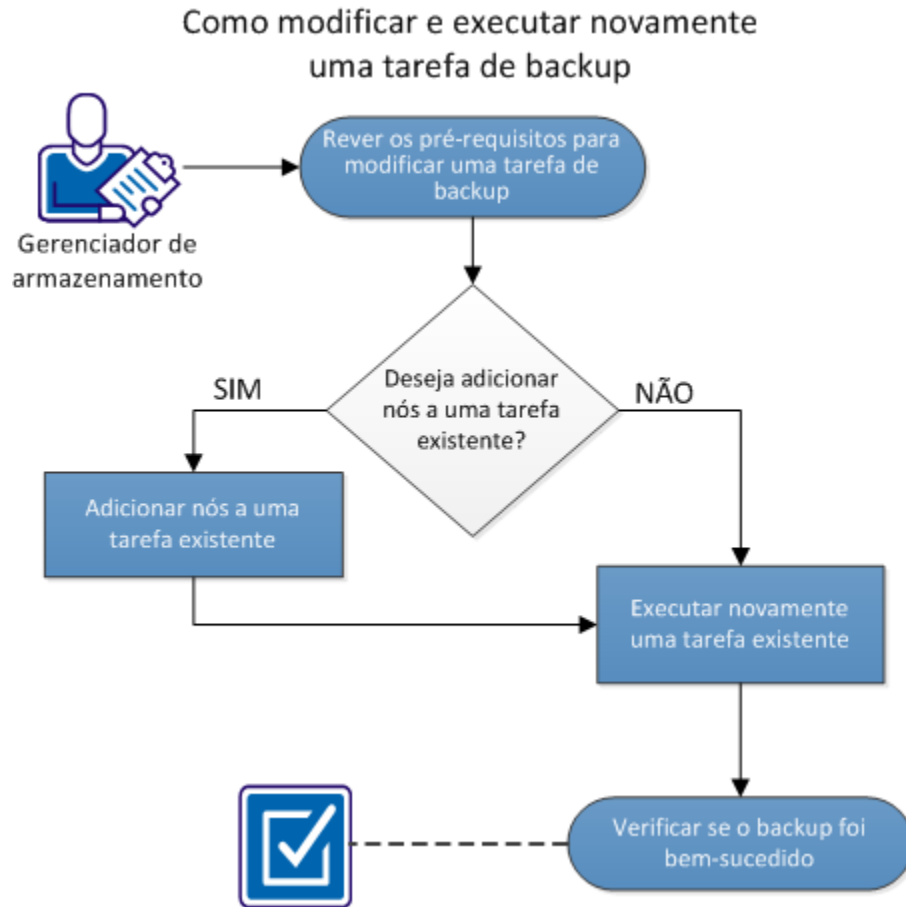 Como modificar e executar novamente
uma tarefa de backup
Rever os pré-requisitos para
modificar uma tarefa de
backup
Gerenciador de
armazenamento
Deseja adicionar
nós a uma tarefa
existente?
SIM
NÃO
Adicionar nós a uma
tarefa existente
Executar novamente
uma tarefa existente
Verificar se o backup foi
bem-sucedido